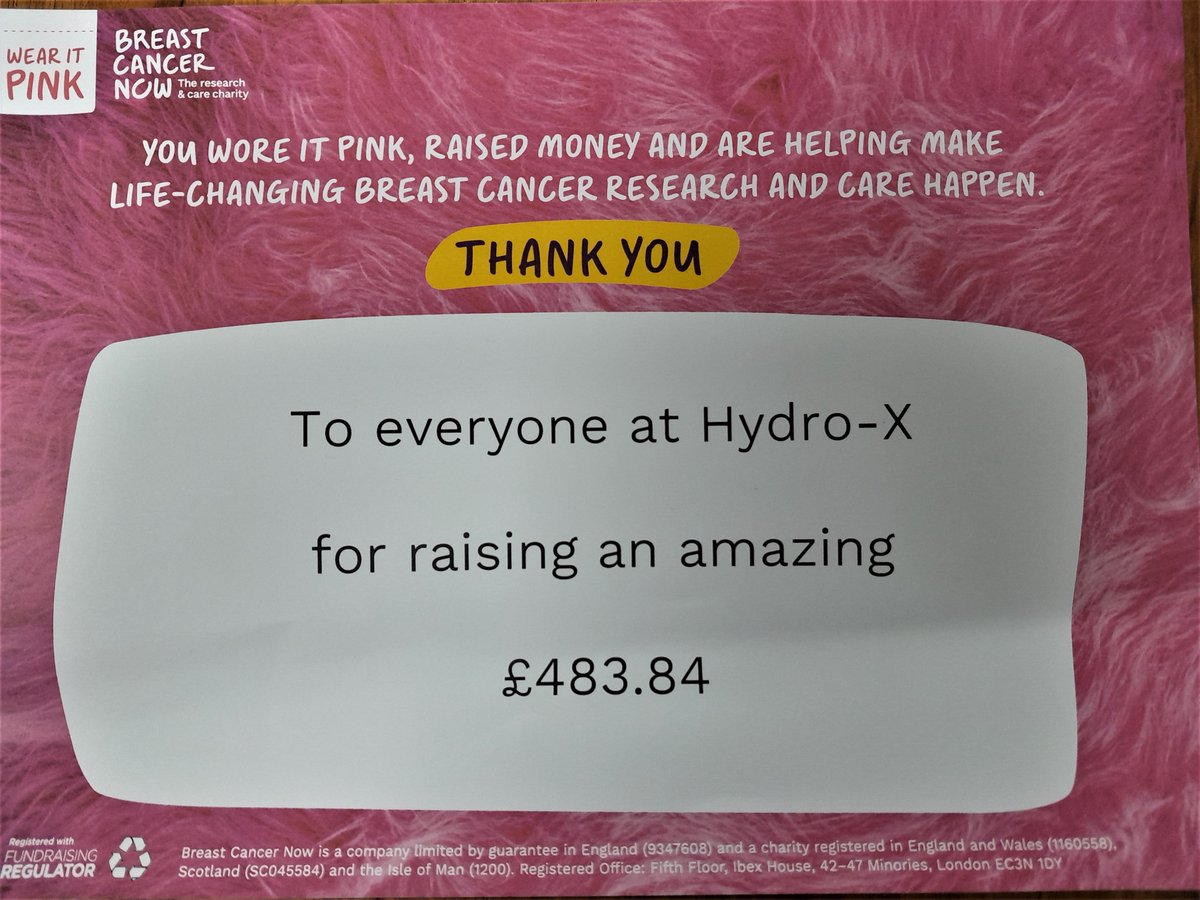 WEAR IT
PINK
BREAST
CANCER
NOW The research
& care charity
YOU WORE IT PINK, RAISED MONEY AND ARE HELPING MAKE
LIFE-CHANGING BREAST CANCER RESEARCH AND CARE HAPPEN.
THANK YOU
To everyone at Hydro-X
for raising an amazing
£483.84
Registered with
FUNDRAISING
REGULATOR
Breast Cancer Now is a company limited by guarantee in England (9347608) and a charity registered in England and Wales (1160558),
Scotland (SC045584) and the Isle of Man (1200). Registered Office: Fifth Floor, Ibex House, 42–47 Minories, London EC3N 1DY